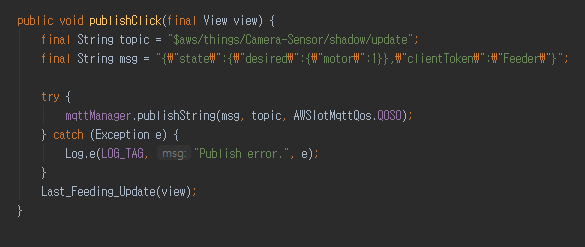 public void publishClick(final View view) {
final String topic = "$aws/things/Camera-Sensor/shadow/update";
final String msg = "{₩"state₩":{₩"desired₩":{₩"motor₩":1}},₩"clientToken₩":₩"Feeder₩"}";
try {
mqttManager.publishString(msg, topic, AWSIotMqttQos.QOS0);
} catch (Exception e) {
Log.e(LOG_TAG, msg: "Publish error.", e);
}
Last_Feeding_Update(view);
}